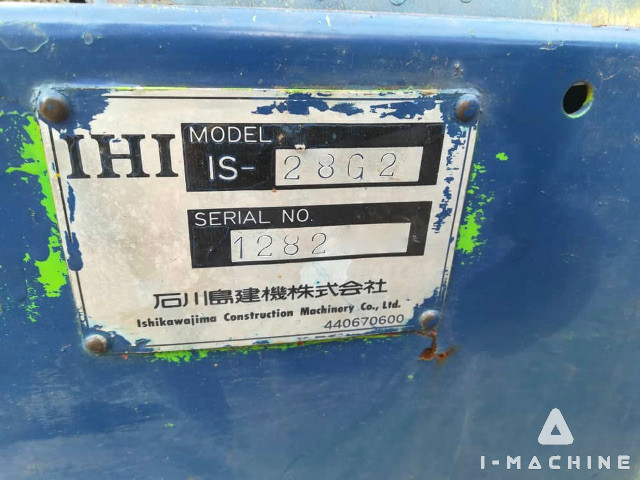 IHI
MODEL
IS- 28G2
SERIAL NO.
1282
石川島建機株式会社
Ishikawajima Construction Machinery Co., Ltd.
440670600
I-MACHINE